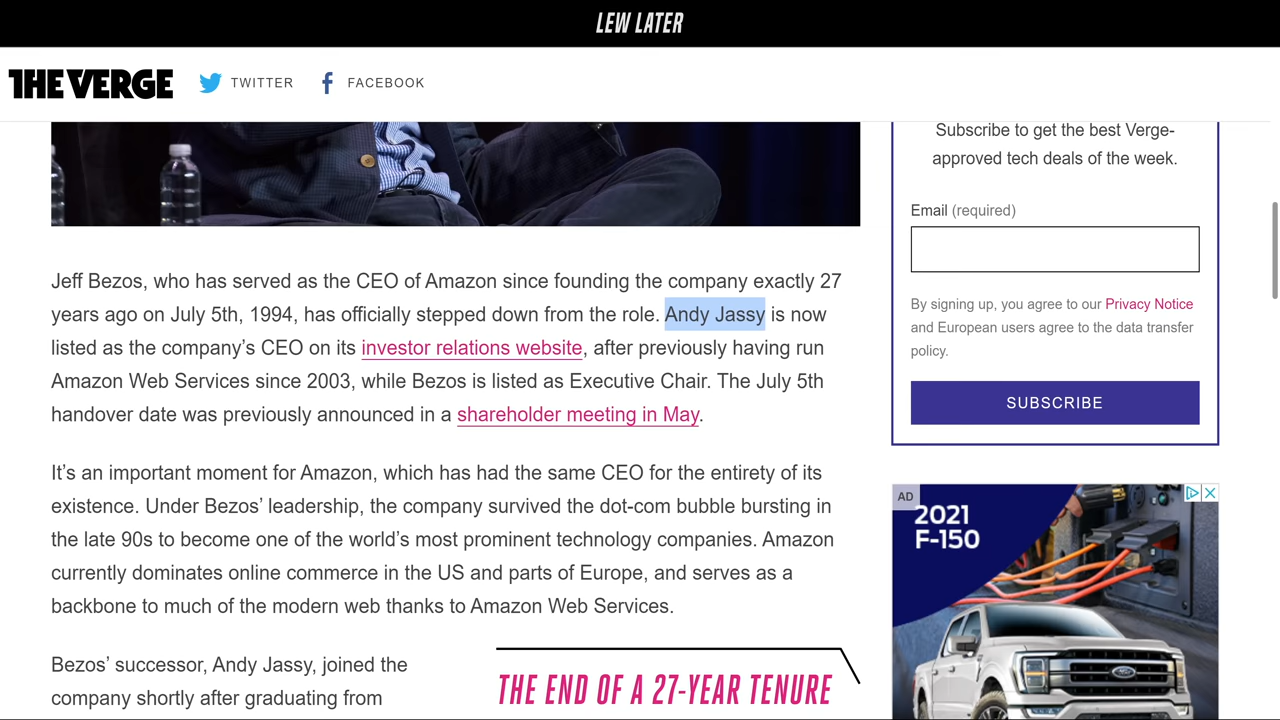 LEW LATER
THE VERGE
TWITTER
FACEBOOK
Jeff Bezos, who has served as the CEO of Amazon since founding the company exactly 27
years ago on July 5th, 1994, has officially stepped down from the role. Andy Jassy is now
listed as the company’s CEO on its investor relations website, after previously having run
Amazon Web Services since 2003, while Bezos is listed as Executive Chair. The July 5th
handover date was previously announced in a shareholder meeting in May.
It’s an important moment for Amazon, which has had the same CEO for the entirety of its
existence. Under Bezos’ leadership, the company survived the dot-com bubble bursting in
the late 90s to become one of the world’s most prominent technology companies. Amazon
currently dominates online commerce in the US and parts of Europe, and serves as a
backbone to much of the modern web thanks to Amazon Web Services.
Bezos’ successor, Andy Jassy, joined the
company shortly after graduating from
THE END OF A 27-YEAR TENURE
Subscribe to get the best Verge-
approved tech deals of the week.
Email (required)
By signing up, you agree to our Privacy Notice
and European users agree to the data transfer
policy.
SUBSCRIBE
AD
2021
F-150
Ford